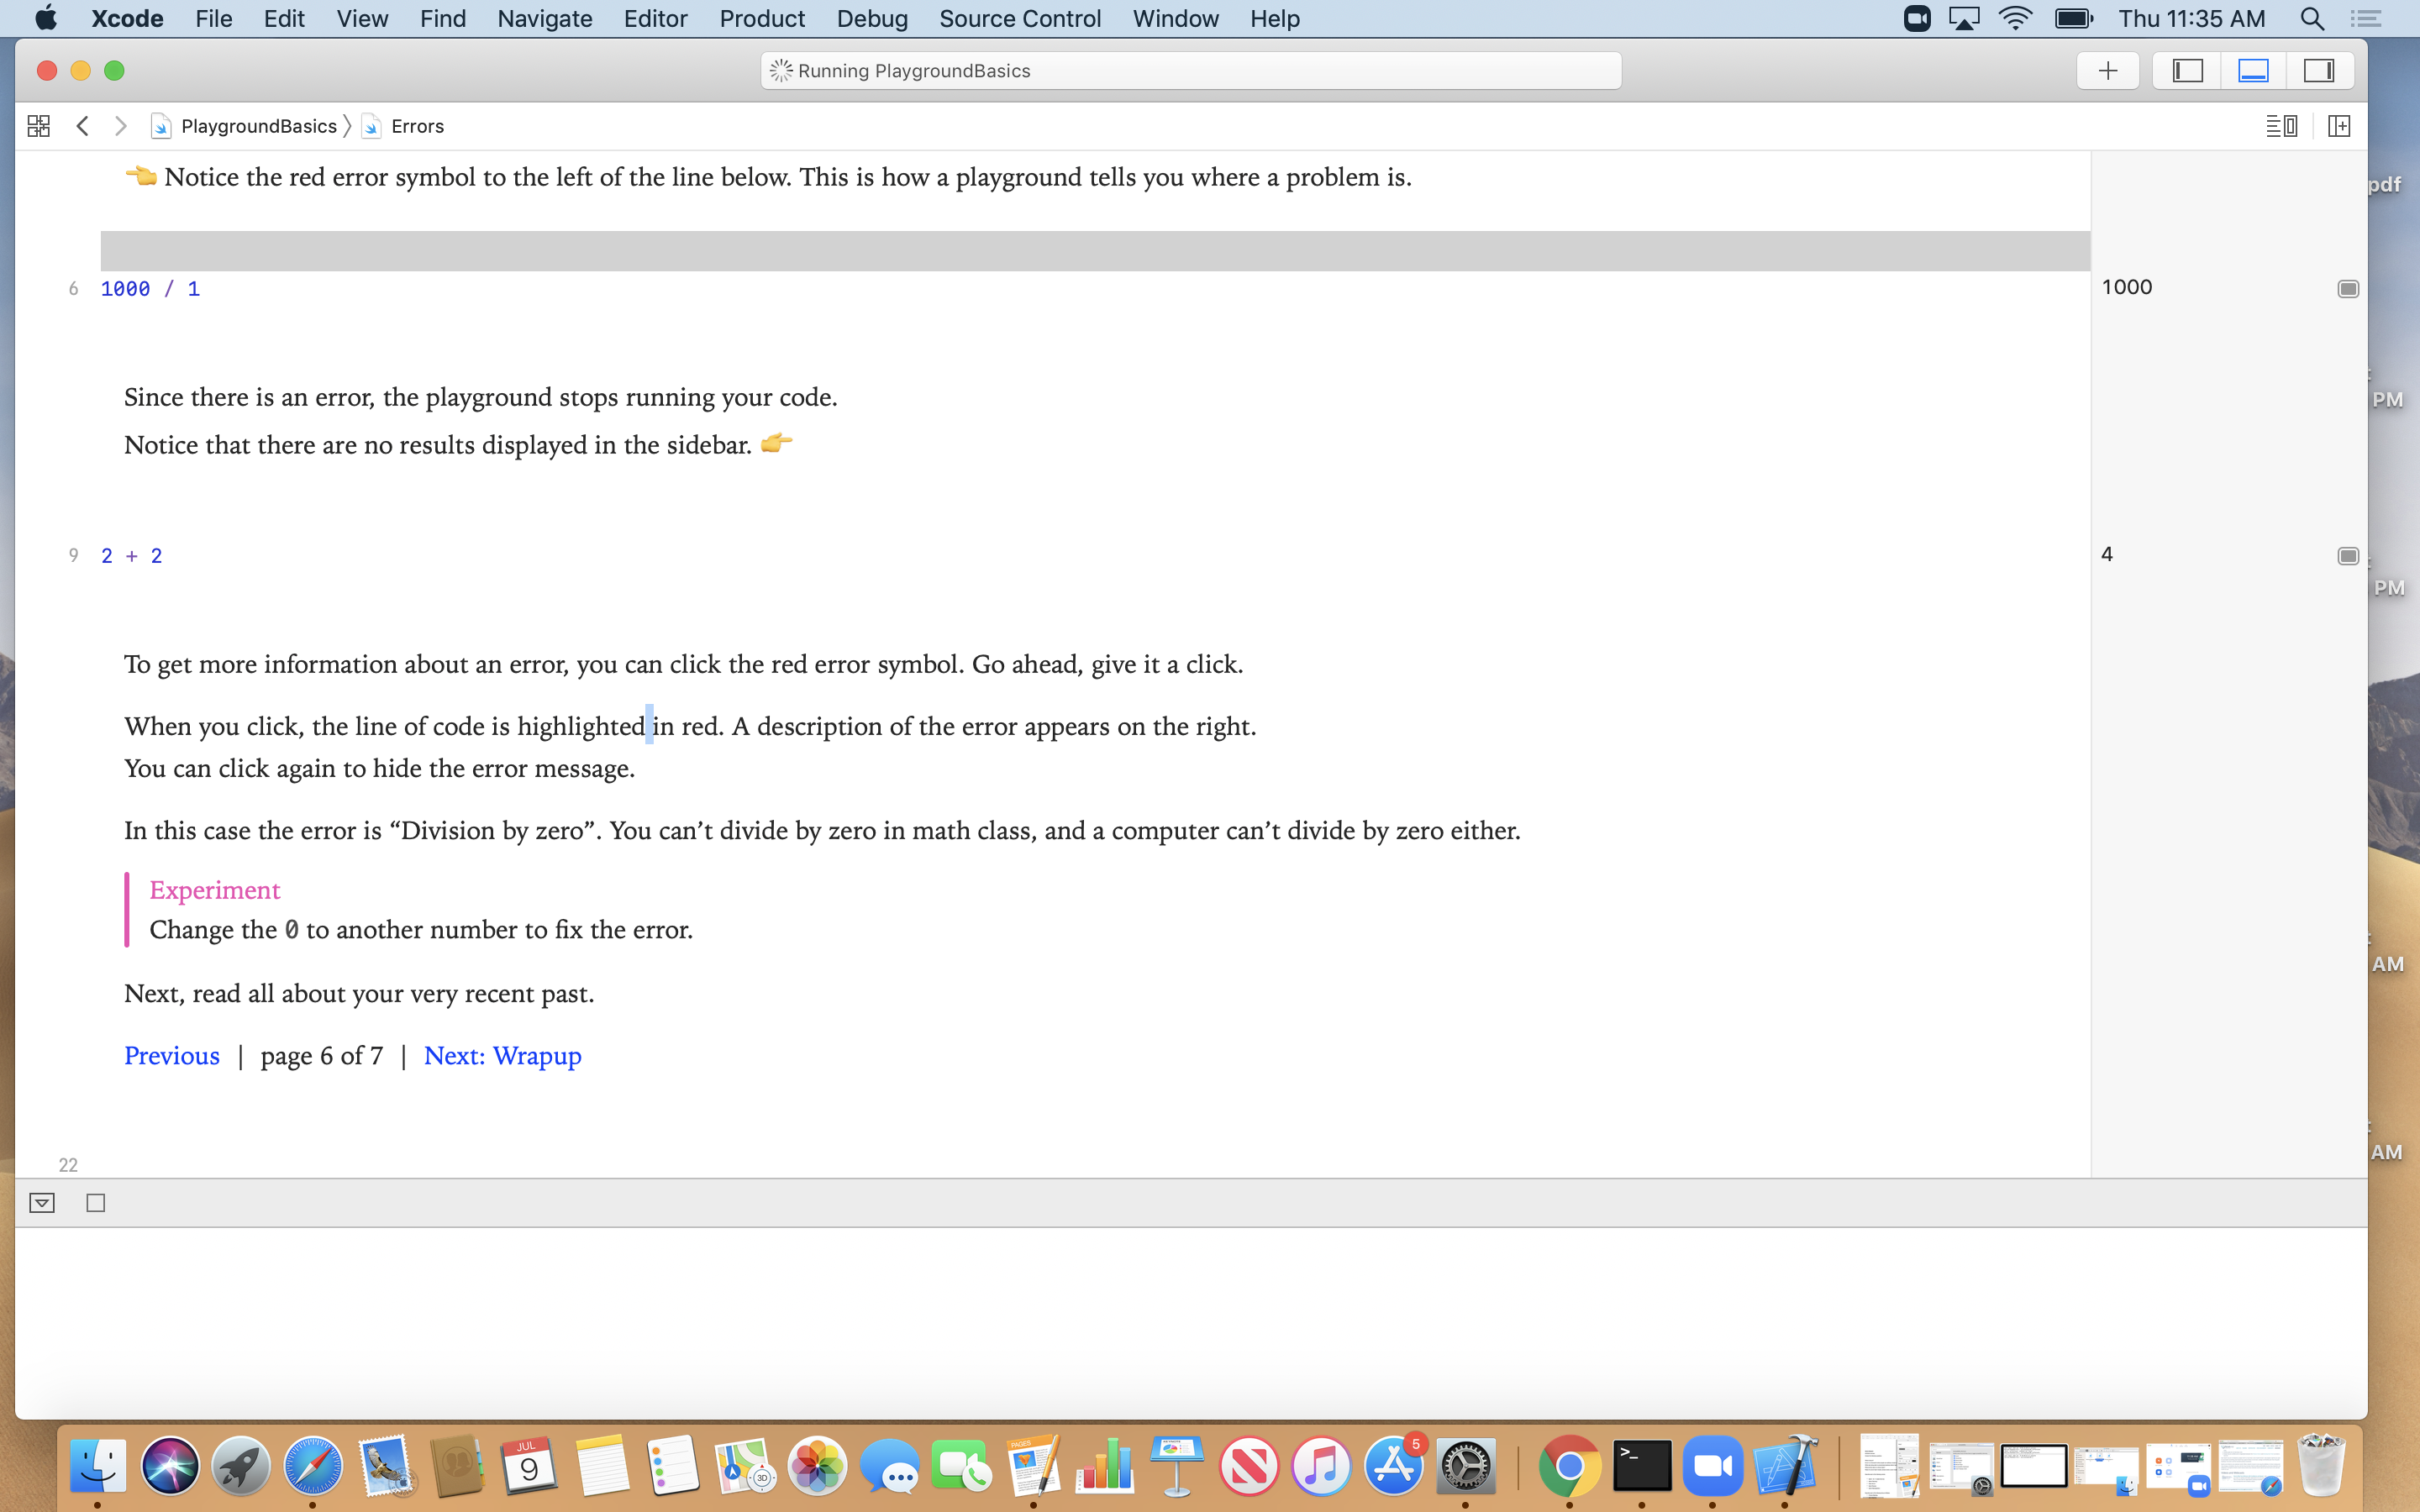 Xcode File Edit View Find Navigate Editor Product Debug Source Control Window Help Thu 11:35 AM
Running PlaygroundBasics
PlaygroundBasics Errors
👈 Notice the red error symbol to the left of the line below. This is how a playground tells you where a problem is.
6 1000 / 1 1000
Since there is an error, the playground stops running your code.
Notice that there are no results displayed in the sidebar. 👉
9 2 + 2 4
To get more information about an error, you can click the red error symbol. Go ahead, give it a click.
When you click, the line of code is highlighted in red. A description of the error appears on the right.
You can click again to hide the error message.
In this case the error is “Division by zero”. You can’t divide by zero in math class, and a computer can’t divide by zero either.
Experiment
Change the 0 to another number to fix the error.
Next, read all about your very recent past.
Previous | page 6 of 7 | Next: Wrapup
22
pdf
PM
PM
AM
AM
JUL
9
3D
PAGES
5
>_